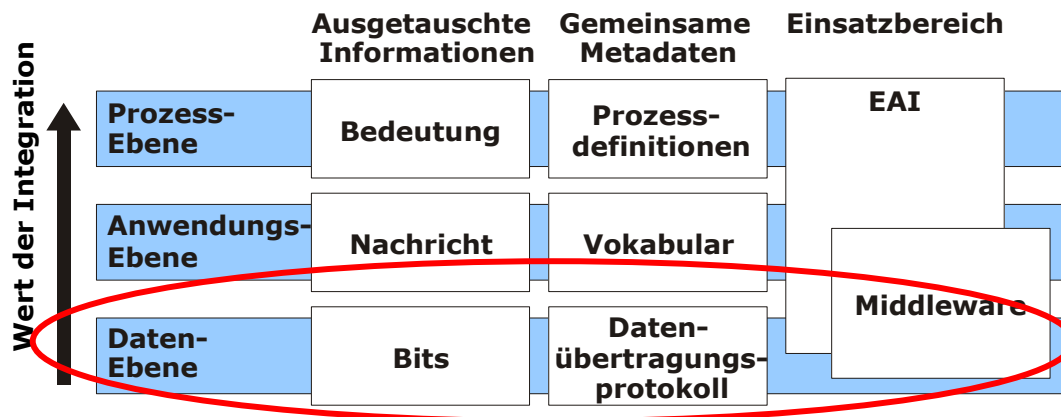 Ausgetauschte
Informationen
Gemeinsame
Metadaten
Einsatzbereich
Wert der Integration
Prozess-
Ebene
Bedeutung
Prozess-
definitionen
EAI
Anwendungs-
Ebene
Nachricht
Vokabular
Middleware
Daten-
Ebene
Bits
Daten-
übertragungs-
protokoll